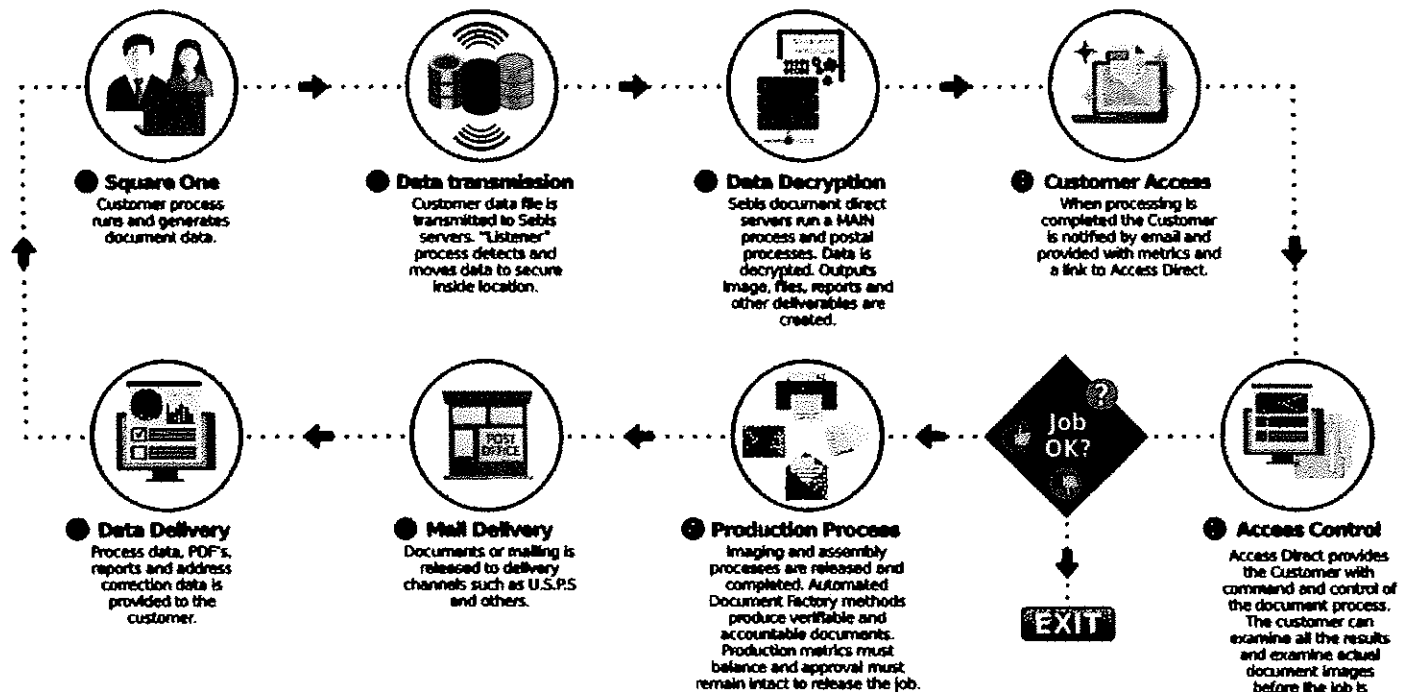 Square One
Customer process
runs and generates
document data.
Data transmission
Customer data file is
transmitted to Sebis
servers. "Listener"
process detects and
moves data to secure
inside location.
Data Decryption
Sebis document direct
servers run a MAIN
process and postal
processes. Data is
decrypted. Outputs
image, files, reports and
other deliverables are
created.
Customer Access
When processing is
completed the Customer
is notified by email and
provided with metrics and
a link to Access Direct.
Job
OK?
EXIT
Access Control
Access Direct provides
the Customer with
command and control of
the document process.
The customer can
examine all the results
and examine actual
document images
before the job is
Production Process
Imaging and assembly
processes are released and
completed. Automated
Document Factory methods
produce verifiable and
accountable documents.
Production metrics must
balance and approval must
remain intact to release the job.
POST
OFFICE
Mail Delivery
Documents or mailing is
released to delivery
channels such as U.S.P.S
and others.
Data Delivery
Process data, PDF's,
reports and address
correction data is
provided to the
customer.